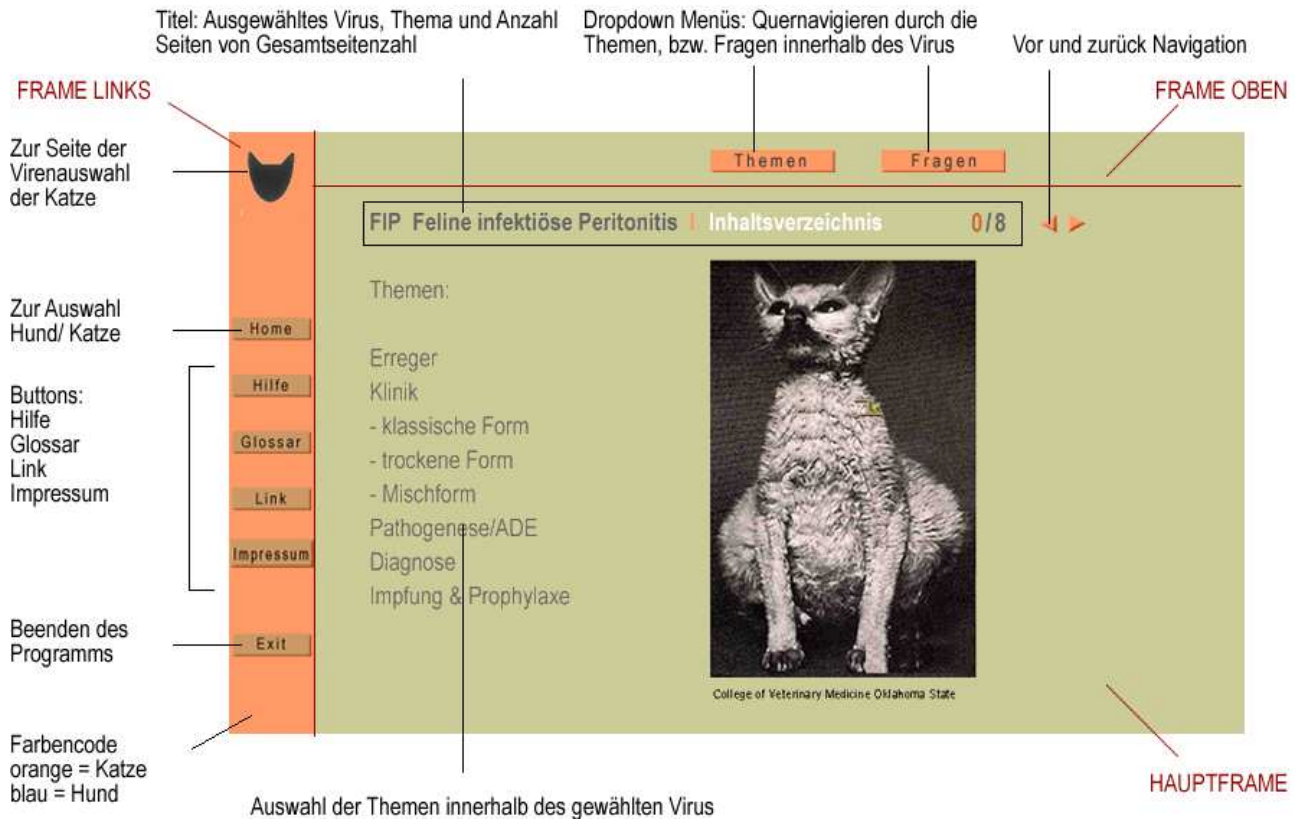 Titel: Ausgewähltes Virus, Thema und Anzahl
Seiten von Gesamtseitenzahl
Dropdown Menüs: Quernavigieren durch die
Themen, bzw. Fragen innerhalb des Virus
Vor und zurück Navigation
FRAME LINKS
FRAME OBEN
Zur Seite der
Virenauswahl
der Katze
Themen
Fragen
FIP Feline infektiöse Peritonitis | Inhaltsverzeichnis 0/8
Zur Auswahl
Hund/ Katze
Home
Buttons:
Hilfe
Glossar
Link
Impressum
Hilfe
Glossar
Link
Impressum
Beenden des
Programms
Exit
Themen:
Erreger
Klinik
- klassische Form
- trockene Form
- Mischform
Pathogenese/ADE
Diagnose
Impfung & Prophylaxe
College of Veterinary Medicine Oklahoma State
Farbencode
orange = Katze
blau = Hund
HAUPTFRAME
Auswahl der Themen innerhalb des gewählten Virus